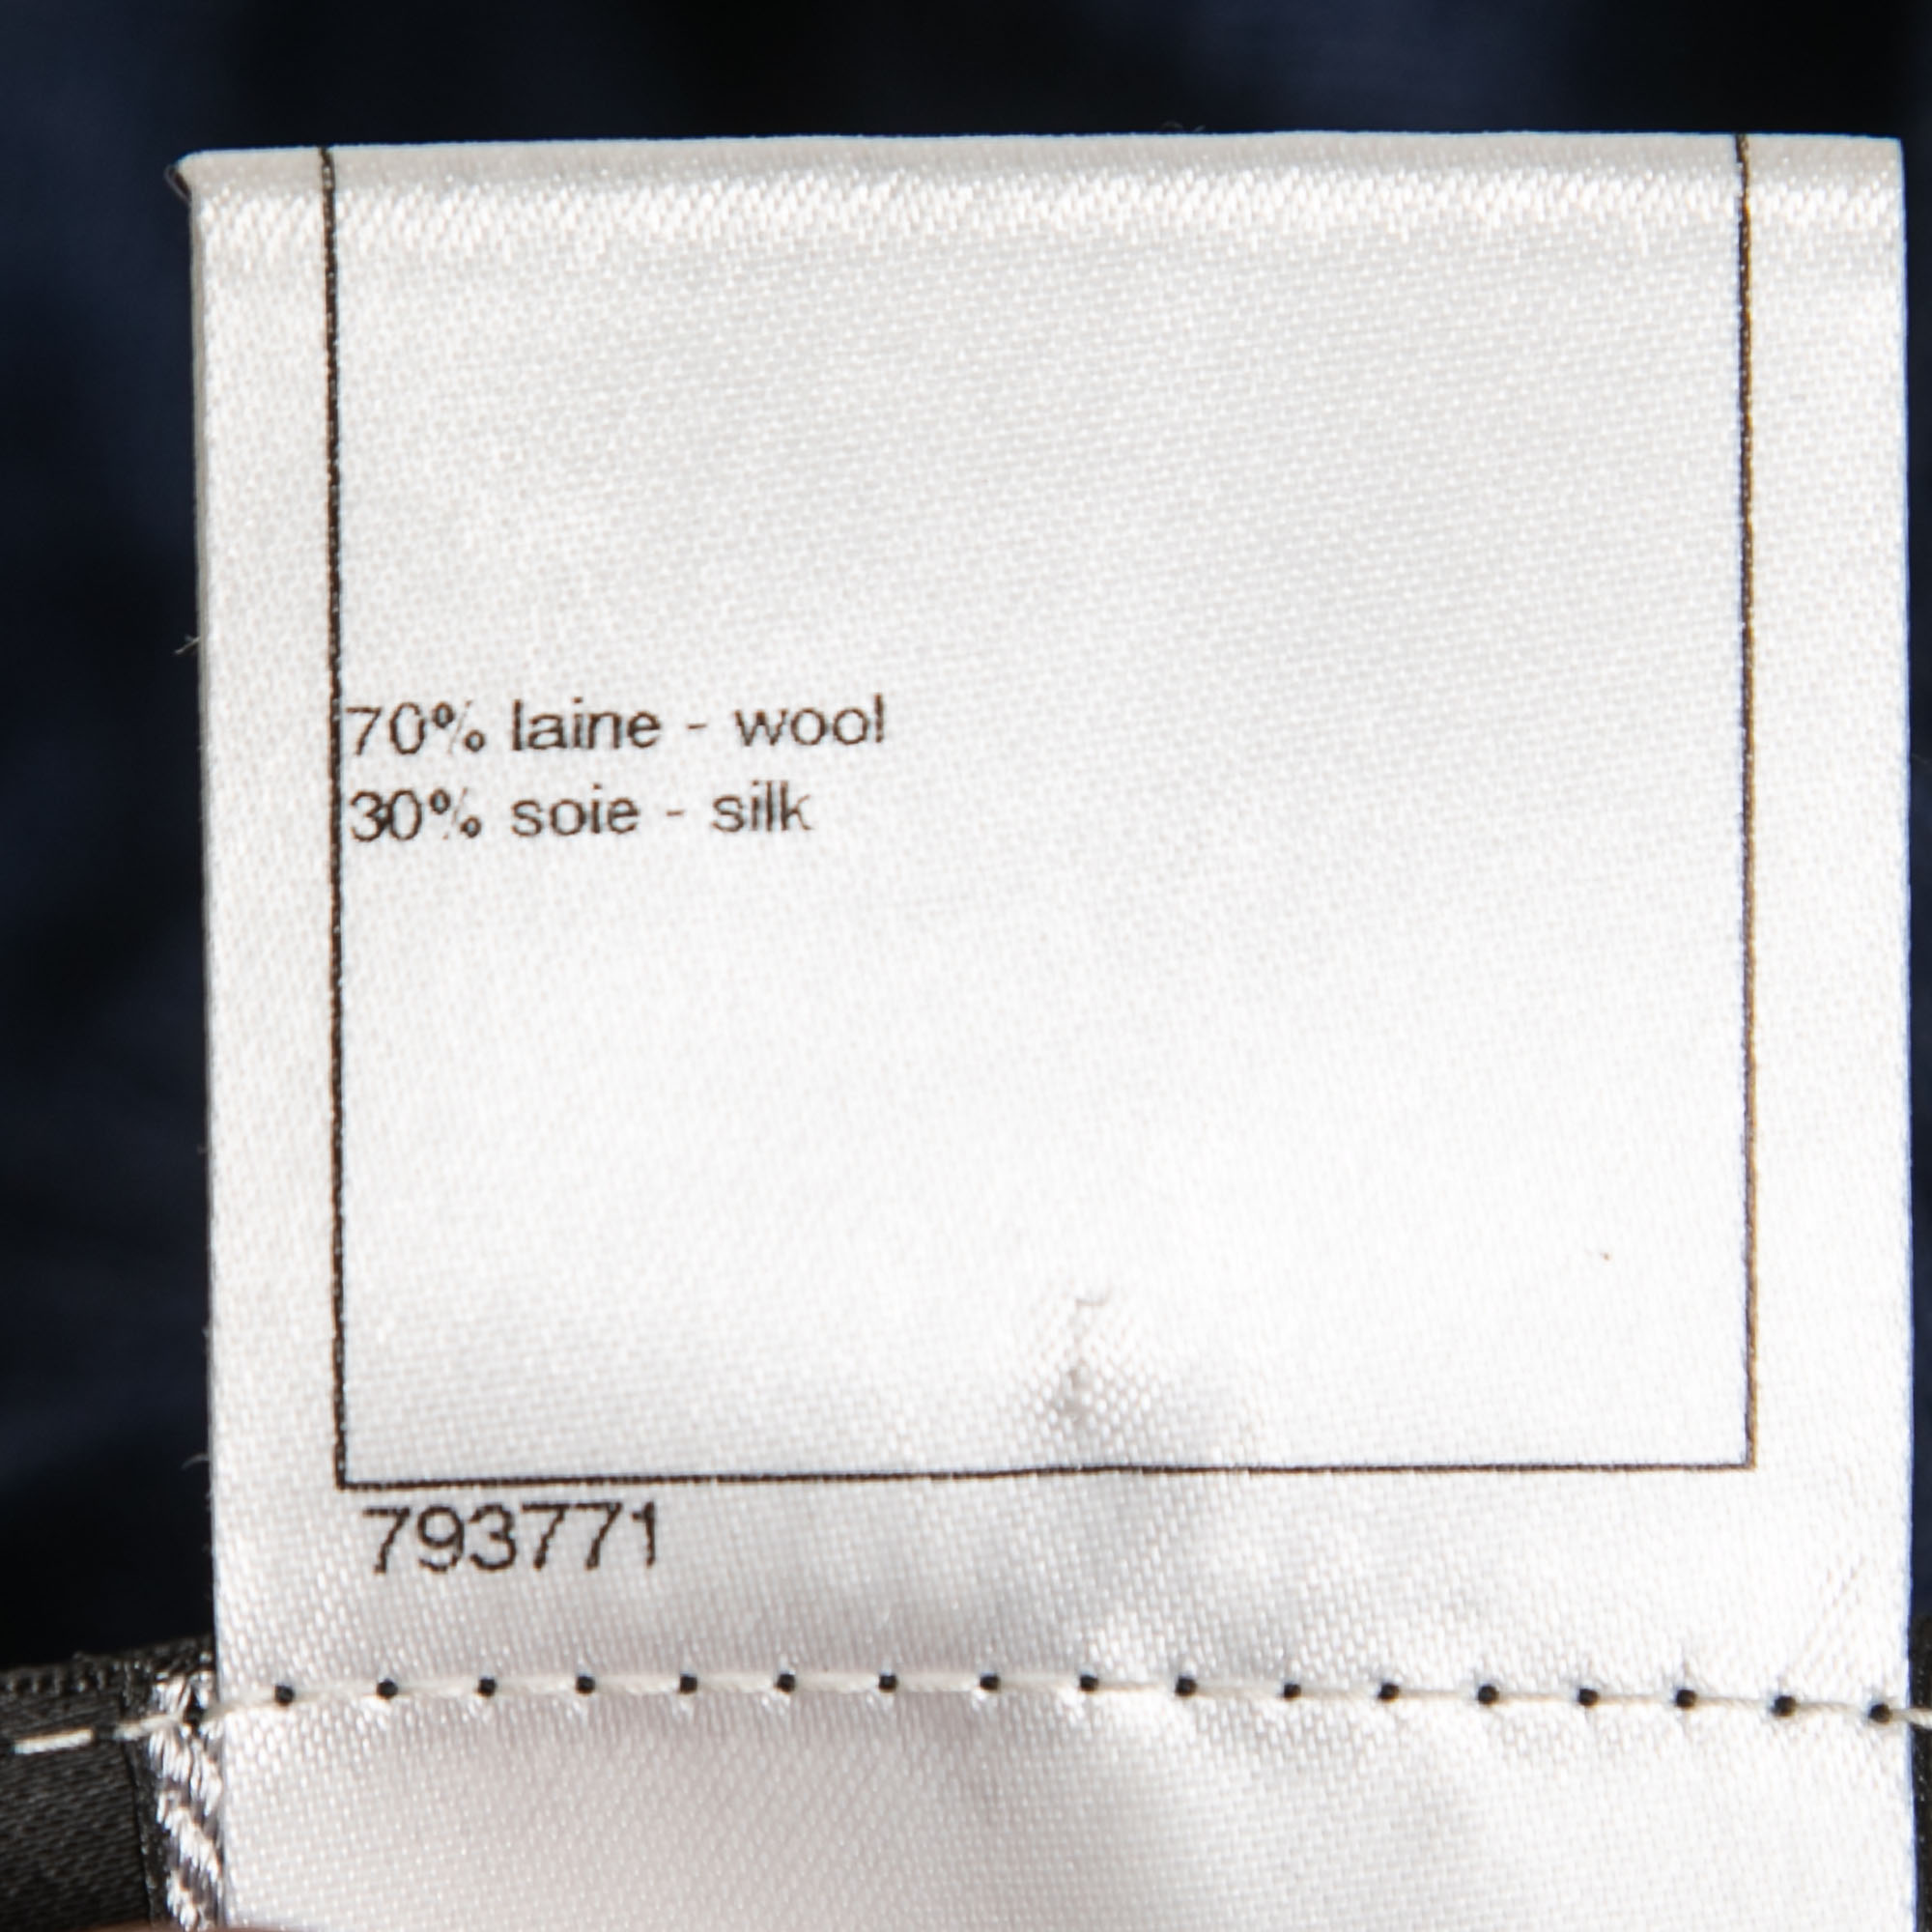 70% laine - wool
30% soie - silk
793771